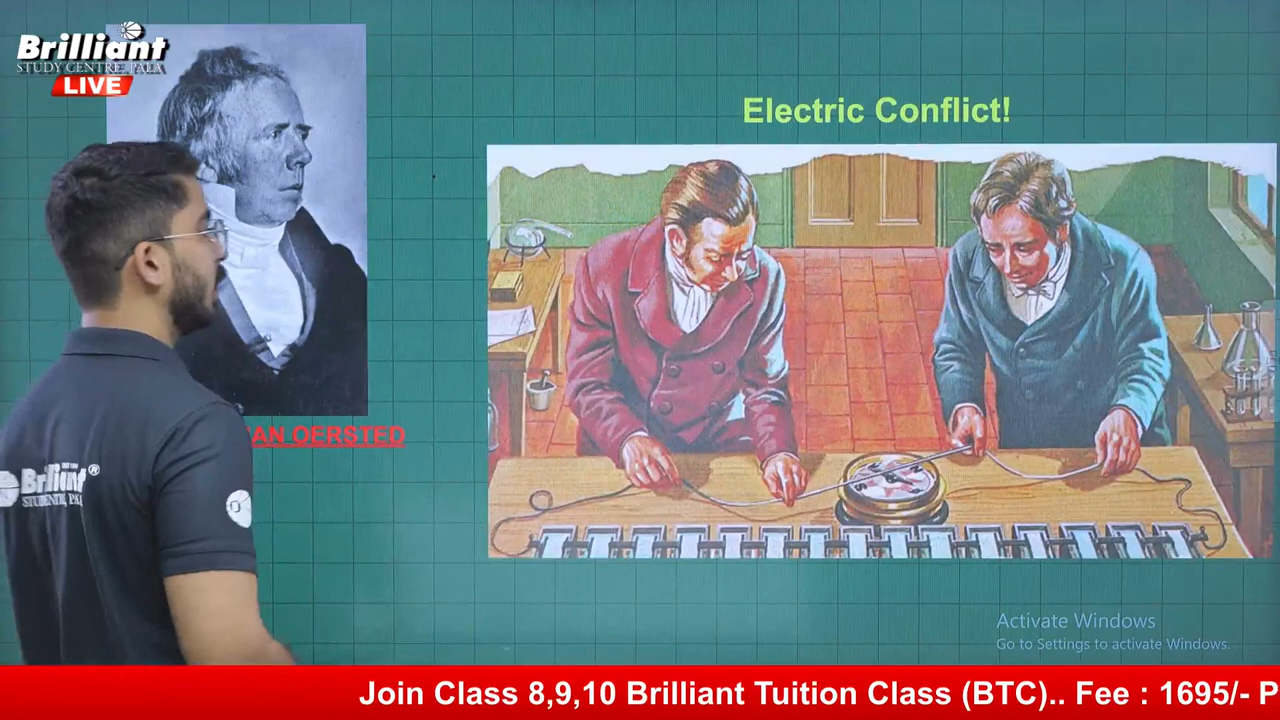 Brilliant
STUDY CENTRE, PALA
LIVE
Electric Conflict!
AN OERSTED
Brilliant®
S
Activate Windows
Go to Settings to activate Windows.
Join Class 8,9,10 Brilliant Tuition Class (BTC).. Fee : 1695/- P